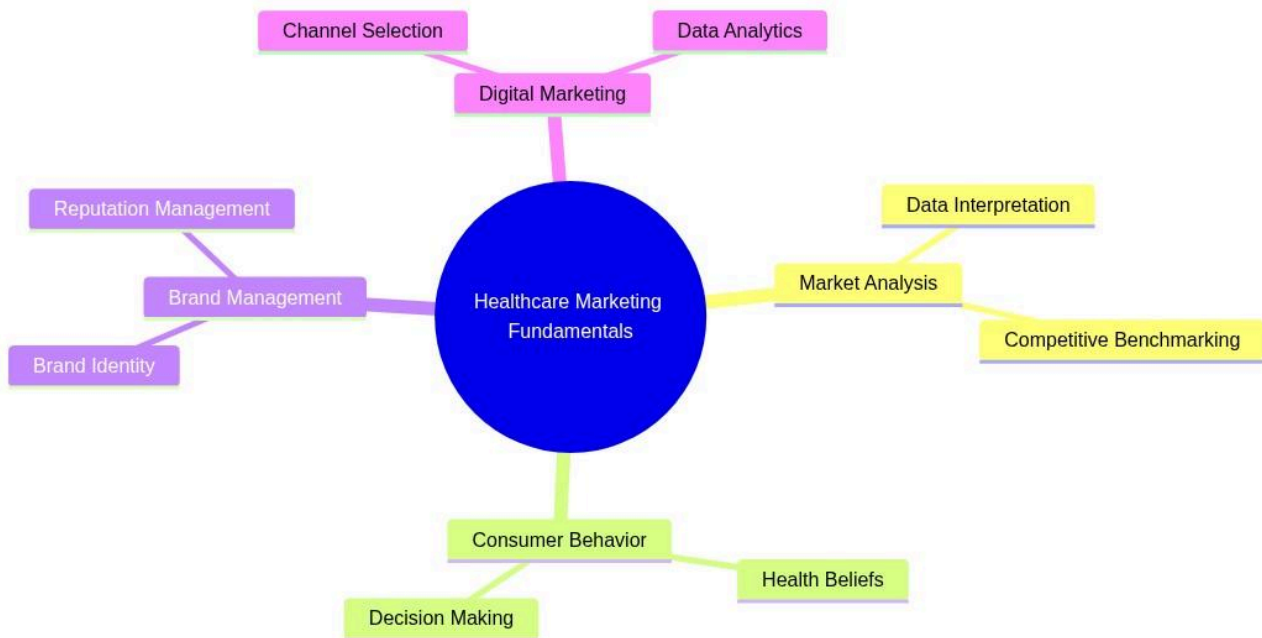 Channel Selection
Data Analytics
Digital Marketing
Reputation Management
Data Interpretation
Brand Management
Market Analysis
Healthcare Marketing
Fundamentals
Competitive Benchmarking
Brand Identity
Consumer Behavior
Health Beliefs
Decision Making